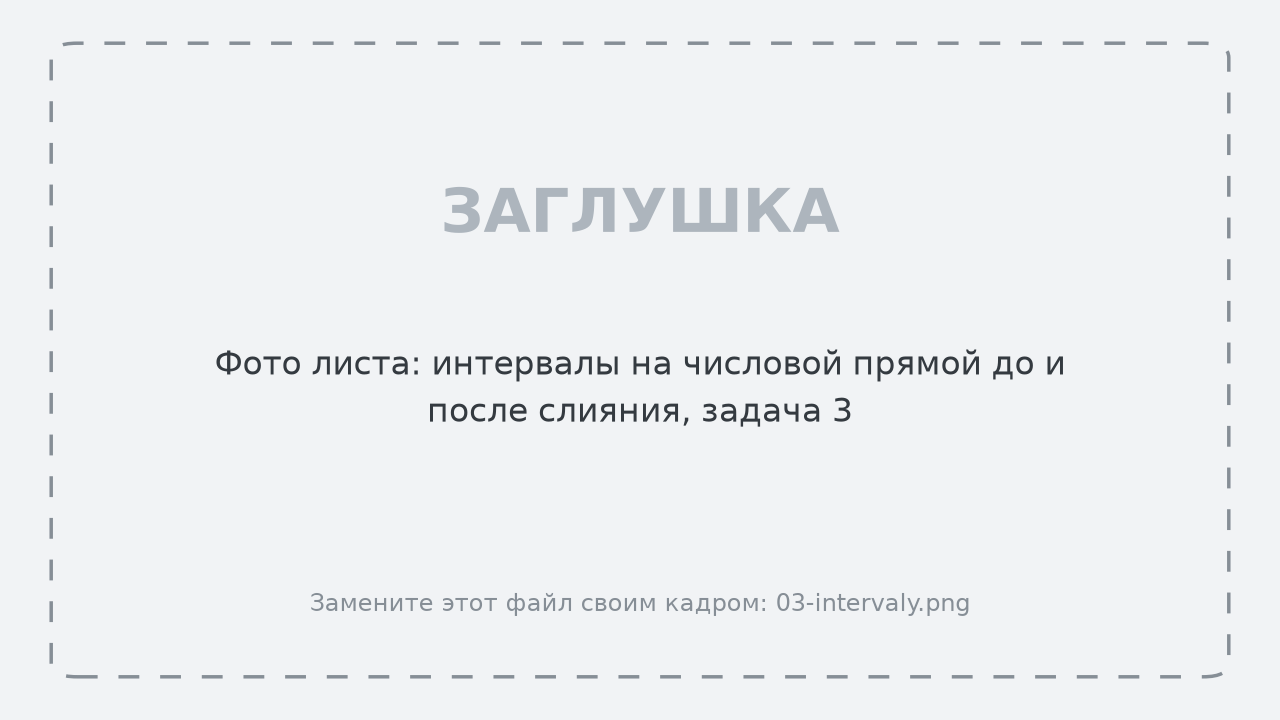 ЗАГЛУШКА
Фото листа: интервалы на числовой прямой до и
после слияния, задача 3
Замените этот файл своим кадром: 03-intervaly.png